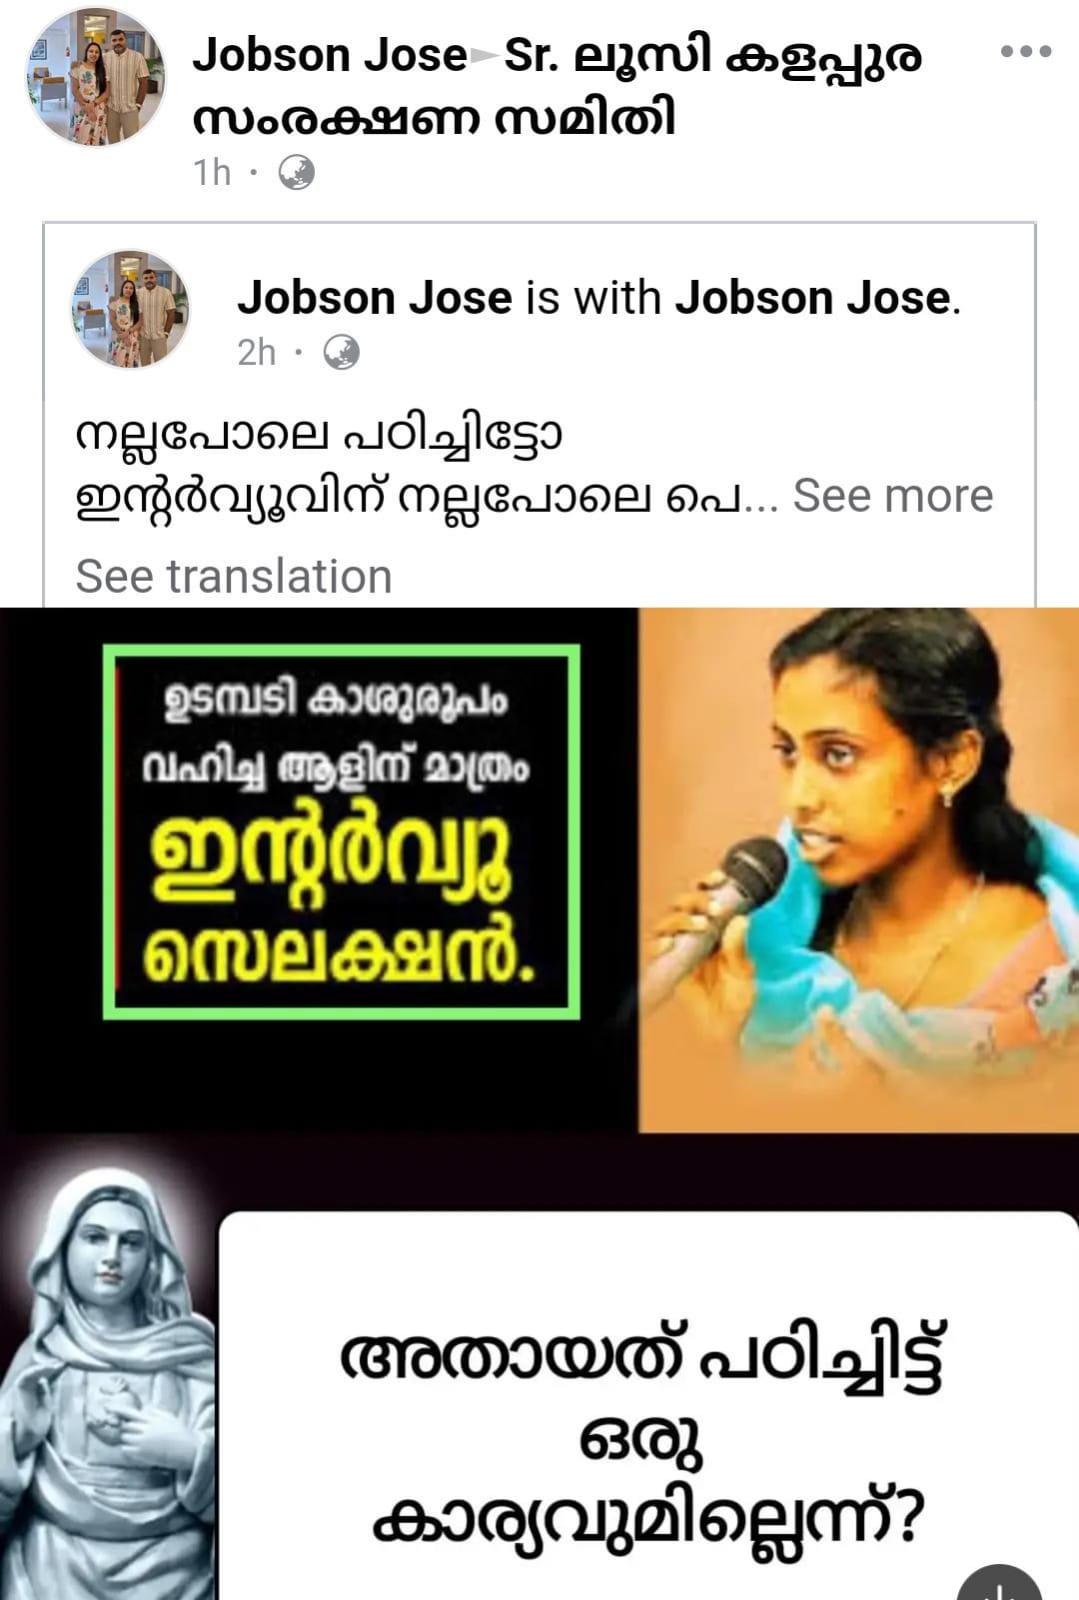 Jobson Jose Sr. ലൂസി കളപ്പുര
സംരക്ഷണ സമിതി
1h ·
Jobson Jose is with Jobson Jose.
2h ·
നല്ലപോലെ പഠിച്ചിട്ടോ
ഇന്റർവ്യൂവിന് നല്ലപോലെ പെ... See more
See translation
ഉടമ്പടി കാശുരൂപം
വഹിച്ച ആളിന് മാത്രം
ഇന്റർവ്യൂ
സെലക്ഷൻ.
അതായത് പഠിച്ചിട്ട്
ഒരു
കാര്യവുമില്ലെന്ന്?